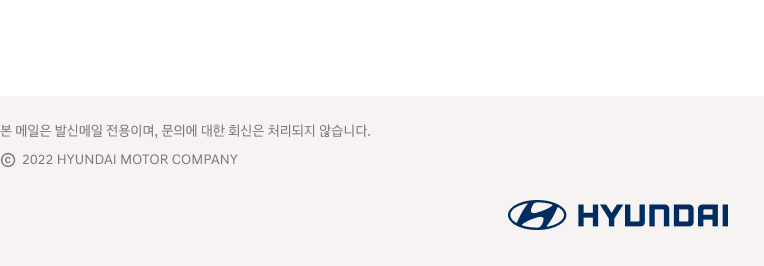 본 메일은 발신메일 전용이며, 문의에 대한 회신은 처리되지 않습니다.
ⓒ 2022 HYUNDAI MOTOR COMPANY
HYUNDAI